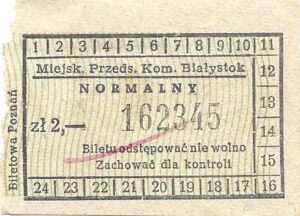 1 2 3 4 5 6 7 8 9 10 11
Miejsk. Przeds. Kom. Białystok
12
NORMALNY
13
zł 2,— 162345
14
Biletu odstępować nie wolno
15
Zachować dla kontroli
16
24 23 22 21 20 19 18 17
Biletowa Poznań